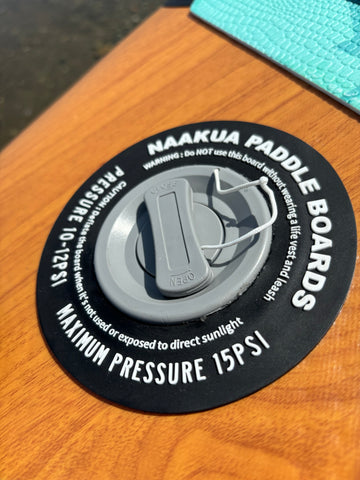 NAAKUA PADDLE BOARDS
WARNING : Do NOT use this board without wearing a life vest and leash
CAUTION : Deflate the board when it's not used or exposed to direct sunlight
PRESSURE 10-12PSI
MAXIMUM PRESSURE 15PSI
OPEN